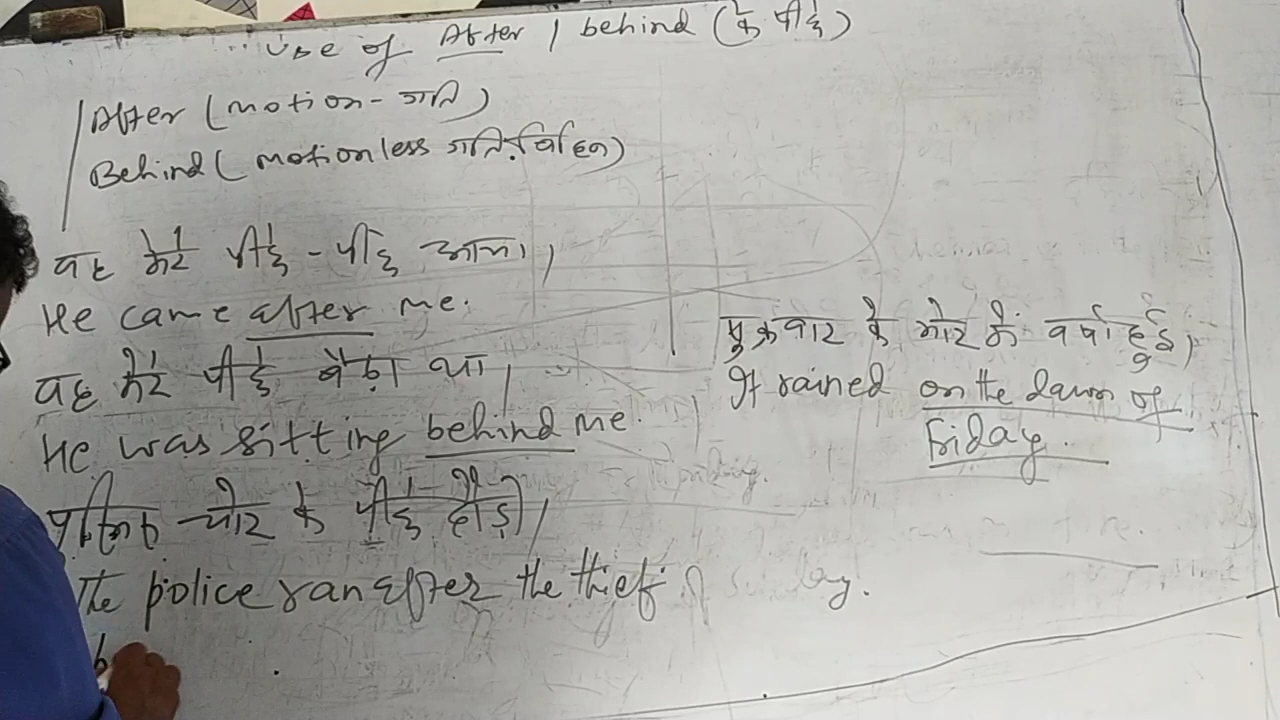 Use of After / behind (के पीछे)
After (motion - गति)
Behind (motionless गति विहिन)
वह मेरे पीछे - पीछे आया।
He came after me.
वह मेरे पीछे बैठा था।
He was sitting behind me.
पुलिस चोर के पीछे दौड़ी।
The police ran after the thief
शुक्रवार के भोर में वर्षा हुई।
It rained on the dawn of
Friday.